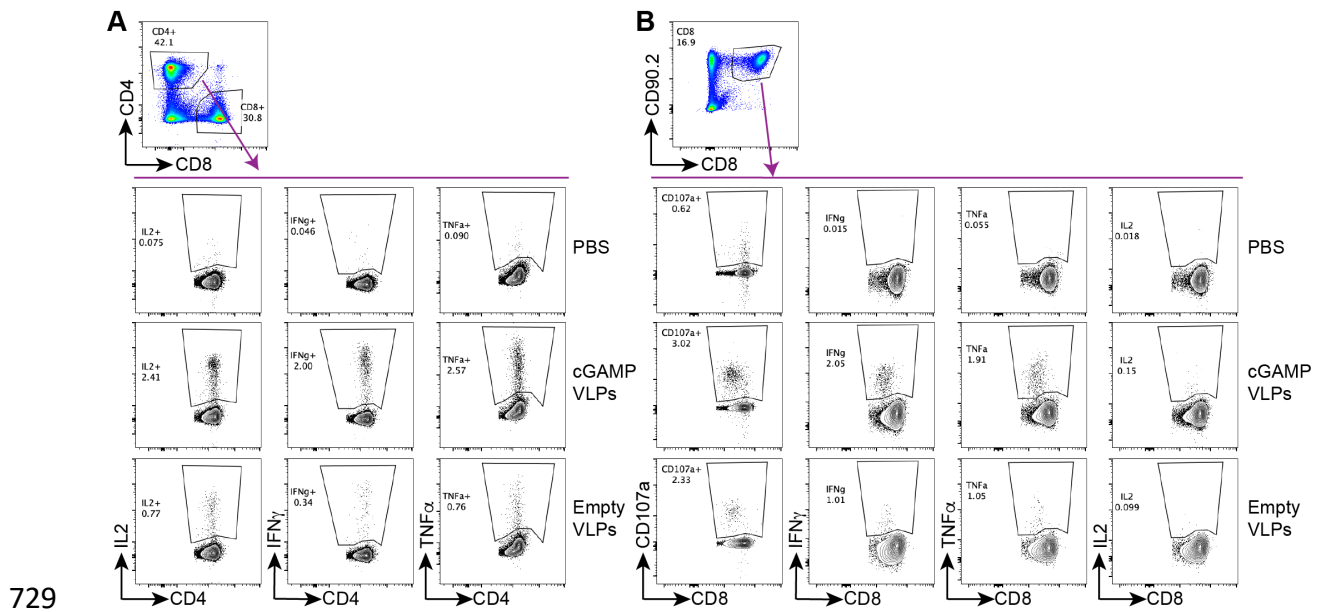 A
CD4+
42.1
CD8+
30.8
CD4
CD8
B
CD8
16.9
CD90.2
CD8
IL2+
0.075
IFNg+
0.046
TNFa+
0.090
PBS
CD107a+
0.62
IFNg
0.015
TNFa
0.055
IL2
0.018
PBS
IL2+
2.41
IFNg+
2.00
TNFa+
2.57
cGAMP
VLPs
CD107a+
3.02
IFNg
2.05
TNFa
1.91
IL2
0.15
cGAMP
VLPs
IL2+
0.77
IFNg+
0.34
TNFa+
0.76
Empty
VLPs
CD107a+
2.33
IFNg
1.01
TNFa
1.05
IL2
0.099
Empty
VLPs
IL2
IFNγ
TNFα
CD107a
IFNγ
TNFα
IL2
CD4
CD4
CD4
CD8
CD8
CD8
CD8
729